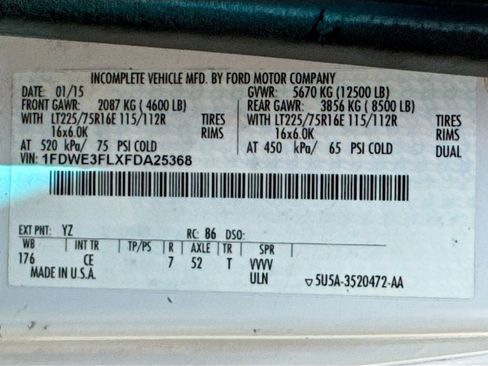 INCOMPLETE VEHICLE MFD. BY FORD MOTOR COMPANY
DATE: 01/15 GVWR: 5670 KG (12500 LB)
FRONT GAWR: 2087 KG (4600 LB) REAR GAWR: 3856 KG (8500 LB)
WITH LT225/75R16E 115/112R TIRES WITH LT225/75R16E 115/112R TIRES
16x6.0K RIMS 16x6.0K RIMS
AT 520 kPa/ 75 PSI COLD AT 450 kPa/ 65 PSI COLD DUAL
VIN: 1FDWE3FLXFDA25368
EXT PNT: YZ RC: 86 DSO:
WB INT TR TP/PS R AXLE TR SPR
176 CE 7 52 T VVVV
MADE IN U.S.A. ULN ▽5U5A-3520472-AA